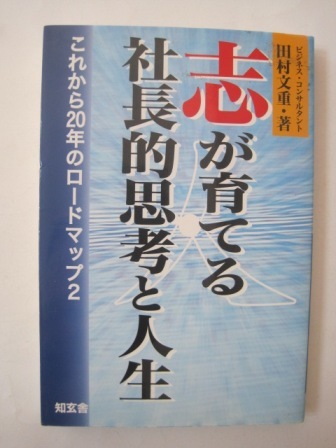 ビジネス・コンサルタント
田村文重・著
志が育てる
社長的思考と人生
これから20年のロードマップ2
知玄舎